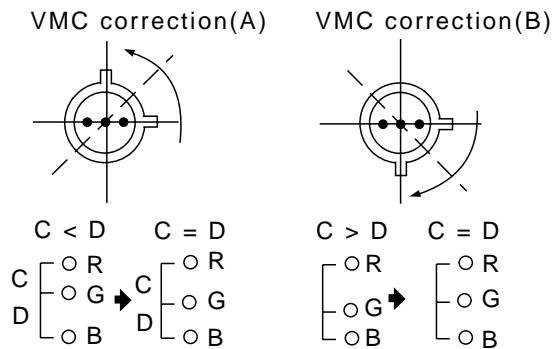 VMC correction(A)
VMC correction(B)
C < D
C = D
C > D
C = D
C
D
R
G
B
C
D
R
G
B
R
G
B
R
G
B